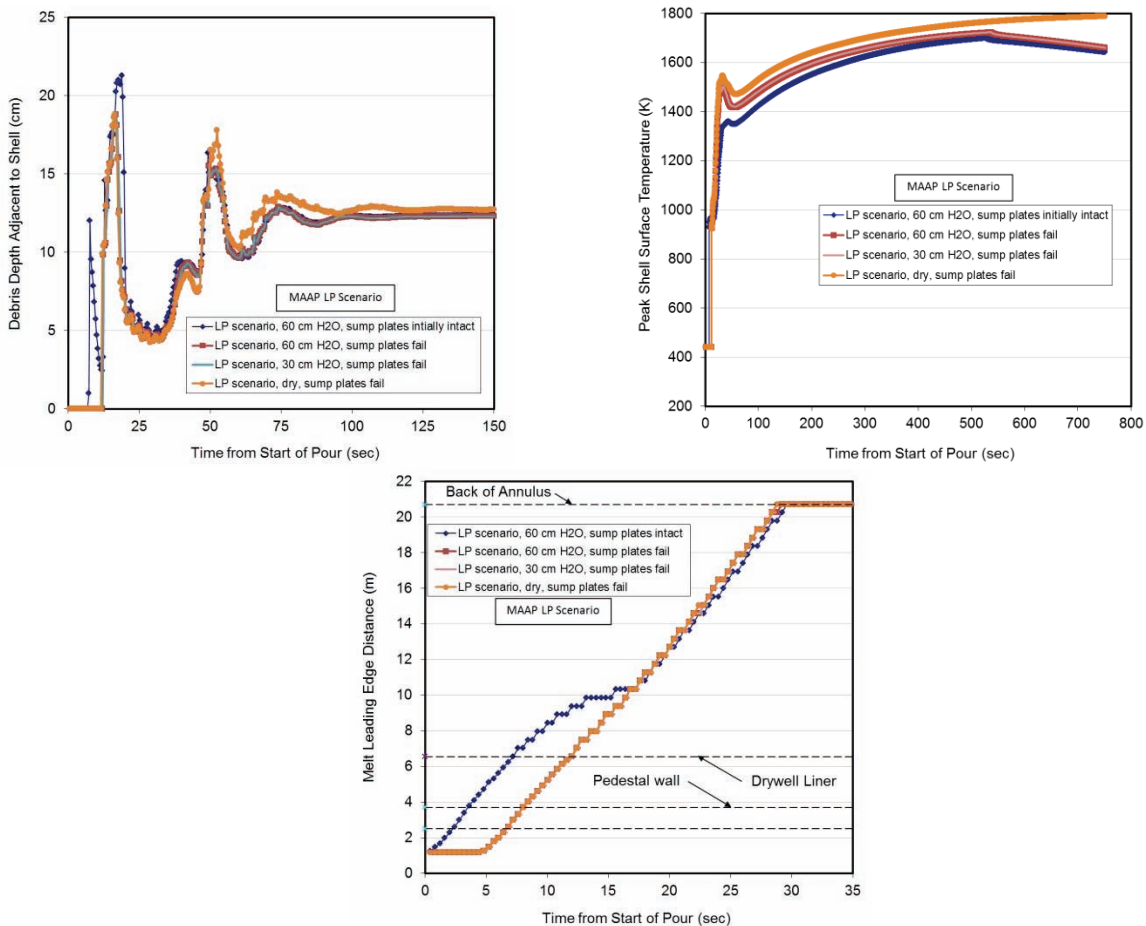 25
20
15
10
5
0
Debris Depth Adjacent to Shell (cm)
MAAP LP Scenario
LP scenario, 60 cm H2O, sump plates intially intact
LP scenario, 60 cm H2O, sump plates fail
LP scenario, 30 cm H2O, sump plates fail
LP scenario, dry, sump plates fail
0 25 50 75 100 125 150
Time from Start of Pour (sec)
1800
1600
1400
1200
1000
800
600
400
200
Peak Shell Surface Temperature (K)
MAAP LP Scenario
LP scenario, 60 cm H2O, sump plates initially intact
LP scenario, 60 cm H2O, sump plates fail
LP scenario, 30 cm H2O, sump plates fail
LP scenario, dry, sump plates fail
0 100 200 300 400 500 600 700 800
Time from Start of Pour (sec)
22
20
18
16
14
12
10
8
6
4
2
0
Melt Leading Edge Distance (m)
Back of Annulus
LP scenario, 60 cm H2O, sump plates intact
LP scenario, 60 cm H2O, sump plates fail
LP scenario, 30 cm H2O, sump plates fail
LP scenario, dry, sump plates fail
MAAP LP Scenario
Pedestal wall
Drywell Liner
0 5 10 15 20 25 30 35
Time from Start of Pour (sec)